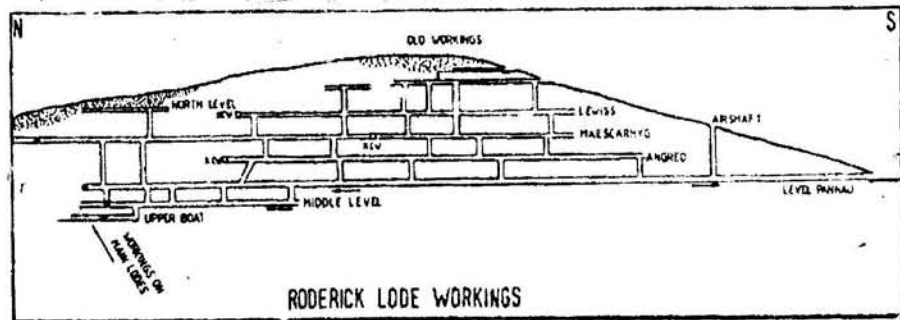 N
S
OLD WORKINGS
NORTH LEVEL
LEWISS
AIRSHAFT
MAESCARNYG
ANGRED
LEVEL PANNAU
MIDDLE LEVEL
UPPER BOAT
WORKINGS ON
MAIN LODES
RODERICK LODE WORKINGS